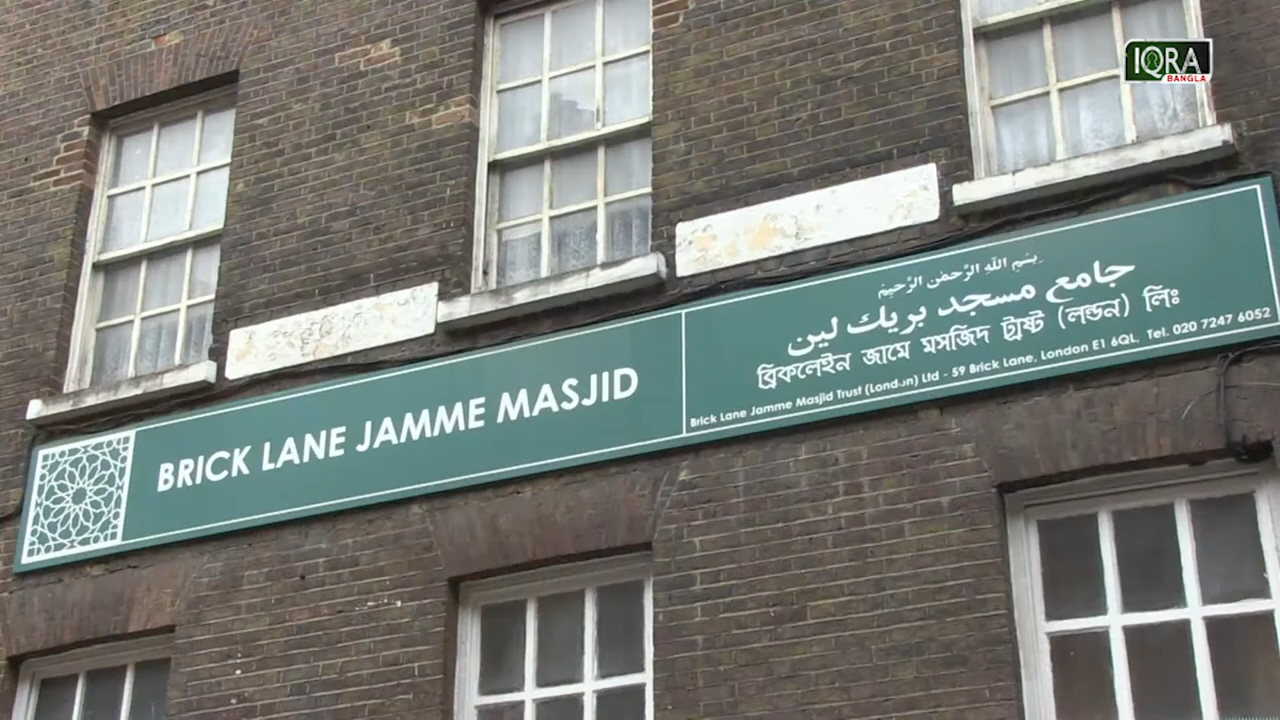 IQRA
BANGLA
BRICK LANE JAMME MASJID
بِسْمِ اللهِ الرَّحْمٰنِ الرَّحِيْمِ
جامع مسجد بريك لين
ব্রিকলেইন জামে মসজিদ ট্রাষ্ট (লন্ডন) লিঃ
Brick Lane Jamme Masjid Trust (London) Ltd - 59 Brick Lane, London E1 6QL, Tel. 020 7247 6052